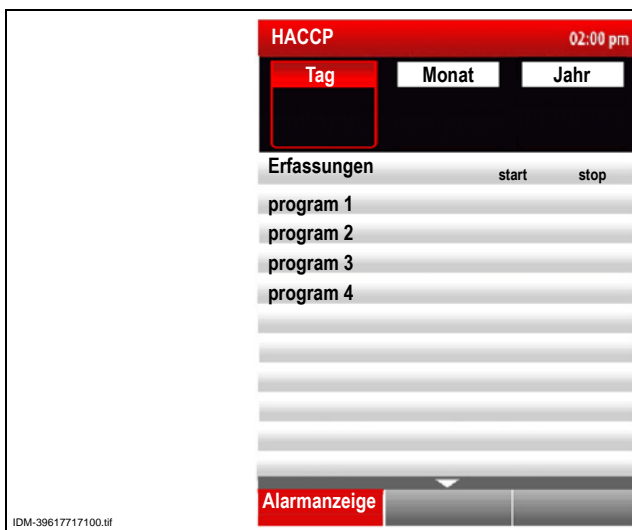 HACCP 02:00 pm
Tag Monat Jahr
Erfassungen start stop
program 1
program 2
program 3
program 4
Alarmanzeige
IDM-39617717100.tif